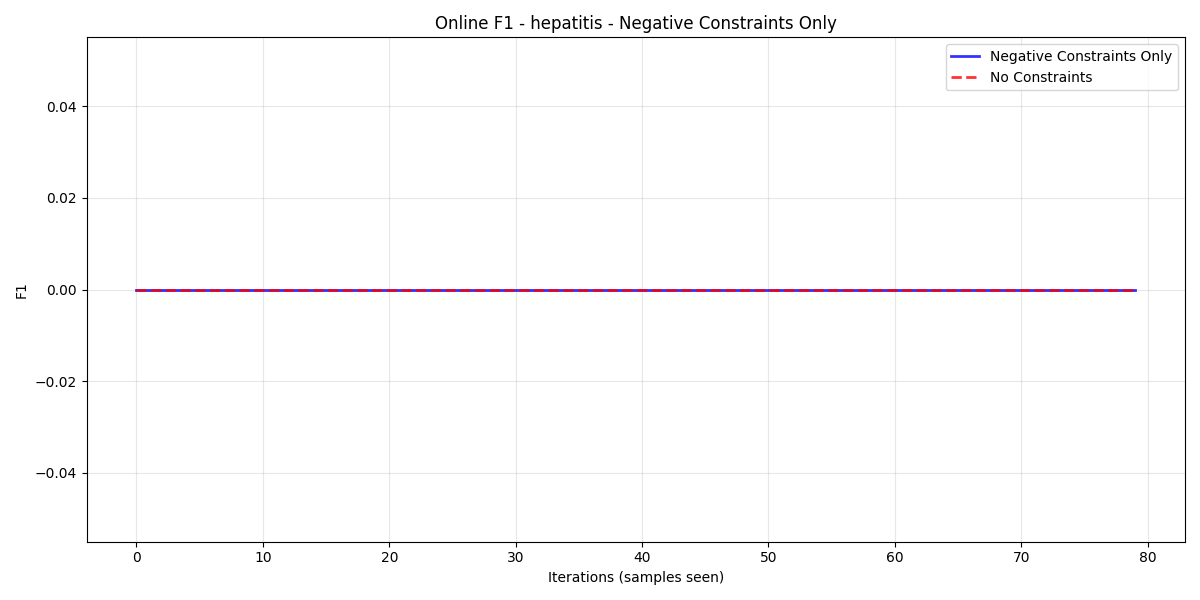 Online F1 - hepatitis - Negative Constraints Only
Negative Constraints Only
No Constraints
F1
0.04
0.02
0.00
−0.02
−0.04
0 10 20 30 40 50 60 70 80
Iterations (samples seen)